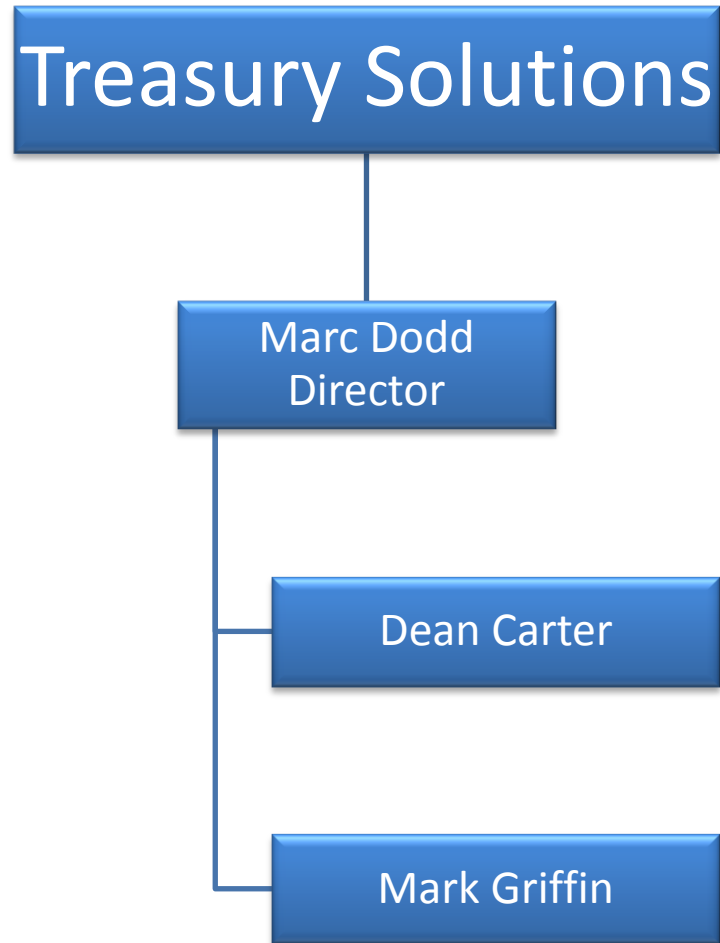 Treasury Solutions
Marc Dodd
Director
Dean Carter
Mark Griffin